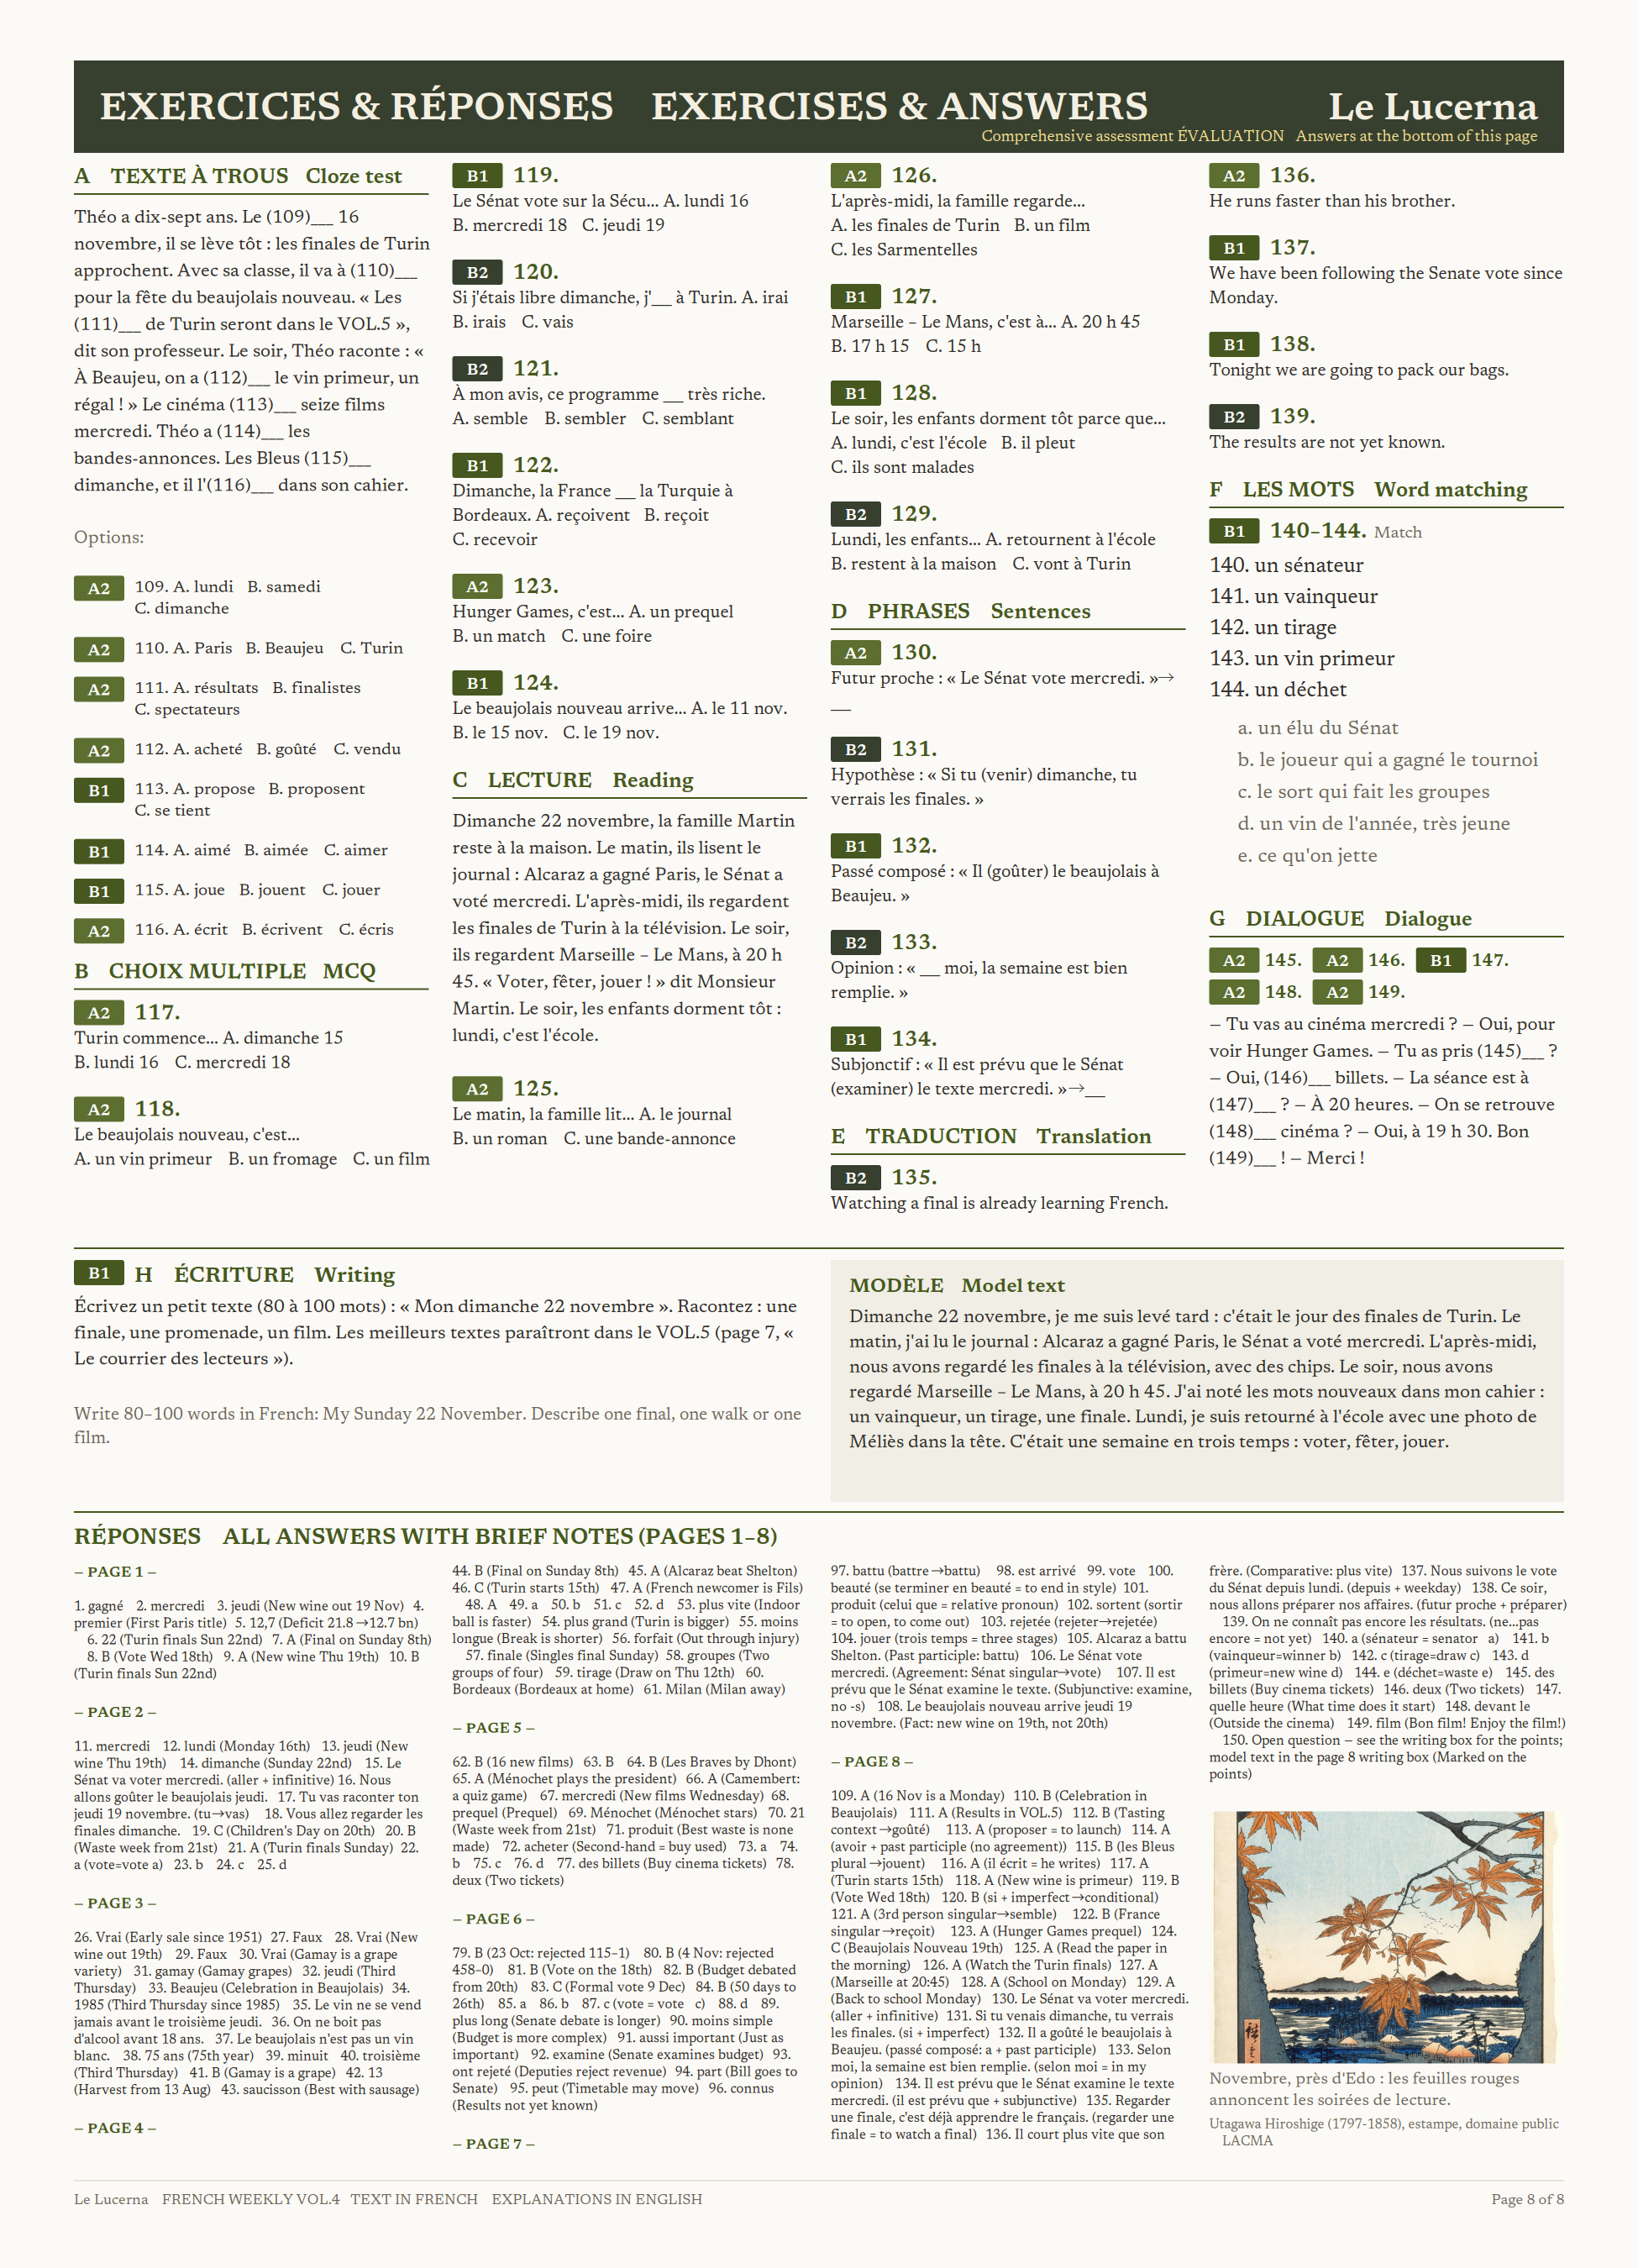 EXERCICES & RÉPONSES EXERCISES & ANSWERS
Le Lucerna
Comprehensive assessment ÉVALUATION Answers at the bottom of this page
A TEXTE À TROUS Cloze test
Théo a dix-sept ans. Le (109)___ 16
novembre, il se lève tôt : les finales de Turin
approchent. Avec sa classe, il va à (110)___
pour la fête du beaujolais nouveau. « Les
(111)___ de Turin seront dans le VOL.5 »,
dit son professeur. Le soir, Théo raconte : «
À Beaujeu, on a (112)___ le vin primeur, un
régal ! » Le cinéma (113)___ seize films
mercredi. Théo a (114)___ les
bandes-annonces. Les Bleus (115)___
dimanche, et il l'(116)___ dans son cahier.
Options:
A2 109. A. lundi B. samedi
C. dimanche
A2 110. A. Paris B. Beaujeu C. Turin
A2 111. A. résultats B. finalistes
C. spectateurs
A2 112. A. acheté B. goûté C. vendu
B1 113. A. propose B. proposent
C. se tient
B1 114. A. aimé B. aimée C. aimer
B1 115. A. joue B. jouent C. jouer
A2 116. A. écrit B. écrivent C. écris
B CHOIX MULTIPLE MCQ
A2 117.
Turin commence... A. dimanche 15
B. lundi 16 C. mercredi 18
A2 118.
Le beaujolais nouveau, c'est...
A. un vin primeur B. un fromage C. un film
B1 119.
Le Sénat vote sur la Sécu... A. lundi 16
B. mercredi 18 C. jeudi 19
B2 120.
Si j'étais libre dimanche, j'___ à Turin. A. irai
B. irais C. vais
B2 121.
À mon avis, ce programme ___ très riche.
A. semble B. sembler C. semblant
B1 122.
Dimanche, la France ___ la Turquie à
Bordeaux. A. reçoivent B. reçoit
C. recevoir
A2 123.
Hunger Games, c'est... A. un prequel
B. un match C. une foire
B1 124.
Le beaujolais nouveau arrive... A. le 11 nov.
B. le 15 nov. C. le 19 nov.
C LECTURE Reading
Dimanche 22 novembre, la famille Martin
reste à la maison. Le matin, ils lisent le
journal : Alcaraz a gagné Paris, le Sénat a
voté mercredi. L'après-midi, ils regardent
les finales de Turin à la télévision. Le soir,
ils regardent Marseille – Le Mans, à 20 h
45. « Voter, fêter, jouer ! » dit Monsieur
Martin. Le soir, les enfants dorment tôt :
lundi, c'est l'école.
A2 125.
Le matin, la famille lit... A. le journal
B. un roman C. une bande-annonce
A2 126.
L'après-midi, la famille regarde...
A. les finales de Turin B. un film
C. les Sarmentelles
B1 127.
Marseille – Le Mans, c'est à... A. 20 h 45
B. 17 h 15 C. 15 h
B1 128.
Le soir, les enfants dorment tôt parce que...
A. lundi, c'est l'école B. il pleut
C. ils sont malades
B2 129.
Lundi, les enfants... A. retournent à l'école
B. restent à la maison C. vont à Turin
D PHRASES Sentences
A2 130.
Futur proche : « Le Sénat vote mercredi. »→
___
B2 131.
Hypothèse : « Si tu (venir) dimanche, tu
verrais les finales. »
B1 132.
Passé composé : « Il (goûter) le beaujolais à
Beaujeu. »
B2 133.
Opinion : « ___ moi, la semaine est bien
remplie. »
B1 134.
Subjonctif : « Il est prévu que le Sénat
(examiner) le texte mercredi. »→___
E TRADUCTION Translation
B2 135.
Watching a final is already learning French.
A2 136.
He runs faster than his brother.
B1 137.
We have been following the Senate vote since
Monday.
B1 138.
Tonight we are going to pack our bags.
B2 139.
The results are not yet known.
F LES MOTS Word matching
B1 140–144. Match
140. un sénateur
141. un vainqueur
142. un tirage
143. un vin primeur
144. un déchet
a. un élu du Sénat
b. le joueur qui a gagné le tournoi
c. le sort qui fait les groupes
d. un vin de l'année, très jeune
e. ce qu'on jette
G DIALOGUE Dialogue
A2 145. A2 146. B1 147.
A2 148. A2 149.
– Tu vas au cinéma mercredi ? – Oui, pour
voir Hunger Games. – Tu as pris (145)___ ?
– Oui, (146)___ billets. – La séance est à
(147)___ ? – À 20 heures. – On se retrouve
(148)___ cinéma ? – Oui, à 19 h 30. Bon
(149)___ ! – Merci !
B1 H ÉCRITURE Writing
Écrivez un petit texte (80 à 100 mots) : « Mon dimanche 22 novembre ». Racontez : une
finale, une promenade, un film. Les meilleurs textes paraîtront dans le VOL.5 (page 7, «
Le courrier des lecteurs »).
Write 80–100 words in French: My Sunday 22 November. Describe one final, one walk or one
film.
MODÈLE Model text
Dimanche 22 novembre, je me suis levé tard : c'était le jour des finales de Turin. Le
matin, j'ai lu le journal : Alcaraz a gagné Paris, le Sénat a voté mercredi. L'après-midi,
nous avons regardé les finales à la télévision, avec des chips. Le soir, nous avons
regardé Marseille – Le Mans, à 20 h 45. J'ai noté les mots nouveaux dans mon cahier :
un vainqueur, un tirage, une finale. Lundi, je suis retourné à l'école avec une photo de
Méliès dans la tête. C'était une semaine en trois temps : voter, fêter, jouer.
RÉPONSES ALL ANSWERS WITH BRIEF NOTES (PAGES 1–8)
– PAGE 1 –
1. gagné 2. mercredi 3. jeudi (New wine out 19 Nov) 4.
premier (First Paris title) 5. 12,7 (Deficit 21.8→12.7 bn)
6. 22 (Turin finals Sun 22nd) 7. A (Final on Sunday 8th)
8. B (Vote Wed 18th) 9. A (New wine Thu 19th) 10. B
(Turin finals Sun 22nd)
– PAGE 2 –
11. mercredi 12. lundi (Monday 16th) 13. jeudi (New
wine Thu 19th) 14. dimanche (Sunday 22nd) 15. Le
Sénat va voter mercredi. (aller + infinitive) 16. Nous
allons goûter le beaujolais jeudi. 17. Tu vas raconter ton
jeudi 19 novembre. (tu→vas) 18. Vous allez regarder les
finales dimanche. 19. C (Children's Day on 20th) 20. B
(Waste week from 21st) 21. A (Turin finals Sunday) 22.
a (vote=vote a) 23. b 24. c 25. d
– PAGE 3 –
26. Vrai (Early sale since 1951) 27. Faux 28. Vrai (New
wine out 19th) 29. Faux 30. Vrai (Gamay is a grape
variety) 31. gamay (Gamay grapes) 32. jeudi (Third
Thursday) 33. Beaujeu (Celebration in Beaujolais) 34.
1985 (Third Thursday since 1985) 35. Le vin ne se vend
jamais avant le troisième jeudi. 36. On ne boit pas
d'alcool avant 18 ans. 37. Le beaujolais n'est pas un vin
blanc. 38. 75 ans (75th year) 39. minuit 40. troisième
(Third Thursday) 41. B (Gamay is a grape) 42. 13
(Harvest from 13 Aug) 43. saucisson (Best with sausage)
– PAGE 4 –
44. B (Final on Sunday 8th) 45. A (Alcaraz beat Shelton)
46. C (Turin starts 15th) 47. A (French newcomer is Fils)
48. A 49. a 50. b 51. c 52. d 53. plus vite (Indoor
ball is faster) 54. plus grand (Turin is bigger) 55. moins
longue (Break is shorter) 56. forfait (Out through injury)
57. finale (Singles final Sunday) 58. groupes (Two
groups of four) 59. tirage (Draw on Thu 12th) 60.
Bordeaux (Bordeaux at home) 61. Milan (Milan away)
– PAGE 5 –
62. B (16 new films) 63. B 64. B (Les Braves by Dhont)
65. A (Ménochet plays the president) 66. A (Camembert:
a quiz game) 67. mercredi (New films Wednesday) 68.
prequel (Prequel) 69. Ménochet (Ménochet stars) 70. 21
(Waste week from 21st) 71. produit (Best waste is none
made) 72. acheter (Second-hand = buy used) 73. a 74.
b 75. c 76. d 77. des billets (Buy cinema tickets) 78.
deux (Two tickets)
– PAGE 6 –
79. B (23 Oct: rejected 115–1) 80. B (4 Nov: rejected
458–0) 81. B (Vote on the 18th) 82. B (Budget debated
from 20th) 83. C (Formal vote 9 Dec) 84. B (50 days to
26th) 85. a 86. b 87. c (vote = vote c) 88. d 89.
plus long (Senate debate is longer) 90. moins simple
(Budget is more complex) 91. aussi important (Just as
important) 92. examine (Senate examines budget) 93.
ont rejeté (Deputies reject revenue) 94. part (Bill goes to
Senate) 95. peut (Timetable may move) 96. connus
(Results not yet known)
– PAGE 7 –
97. battu (battre→battu) 98. est arrivé 99. vote 100.
beauté (se terminer en beauté = to end in style) 101.
produit (celui que = relative pronoun) 102. sortent (sortir
= to open, to come out) 103. rejetée (rejeter→rejetée)
104. jouer (trois temps = three stages) 105. Alcaraz a battu
Shelton. (Past participle: battu) 106. Le Sénat vote
mercredi. (Agreement: Sénat singular→vote) 107. Il est
prévu que le Sénat examine le texte. (Subjunctive: examine,
no -s) 108. Le beaujolais nouveau arrive jeudi 19
novembre. (Fact: new wine on 19th, not 20th)
– PAGE 8 –
109. A (16 Nov is a Monday) 110. B (Celebration in
Beaujolais) 111. A (Results in VOL.5) 112. B (Tasting
context→goûté) 113. A (proposer = to launch) 114. A
(avoir + past participle (no agreement)) 115. B (les Bleus
plural→jouent) 116. A (il écrit = he writes) 117. A
(Turin starts 15th) 118. A (New wine is primeur) 119. B
(Vote Wed 18th) 120. B (si + imperfect→conditional)
121. A (3rd person singular→semble) 122. B (France
singular→reçoit) 123. A (Hunger Games prequel) 124.
C (Beaujolais Nouveau 19th) 125. A (Read the paper in
the morning) 126. A (Watch the Turin finals) 127. A
(Marseille at 20:45) 128. A (School on Monday) 129. A
(Back to school Monday) 130. Le Sénat va voter mercredi.
(aller + infinitive) 131. Si tu venais dimanche, tu verrais
les finales. (si + imperfect) 132. Il a goûté le beaujolais à
Beaujeu. (passé composé: a + past participle) 133. Selon
moi, la semaine est bien remplie. (selon moi = in my
opinion) 134. Il est prévu que le Sénat examine le texte
mercredi. (il est prévu que + subjunctive) 135. Regarder
une finale, c'est déjà apprendre le français. (regarder une
finale = to watch a final) 136. Il court plus vite que son
frère. (Comparative: plus vite) 137. Nous suivons le vote
du Sénat depuis lundi. (depuis + weekday) 138. Ce soir,
nous allons préparer nos affaires. (futur proche + préparer)
139. On ne connaît pas encore les résultats. (ne...pas
encore = not yet) 140. a (sénateur = senator a) 141. b
(vainqueur=winner b) 142. c (tirage=draw c) 143. d
(primeur=new wine d) 144. e (déchet=waste e) 145. des
billets (Buy cinema tickets) 146. deux (Two tickets) 147.
quelle heure (What time does it start) 148. devant le
(Outside the cinema) 149. film (Bon film! Enjoy the film!)
150. Open question – see the writing box for the points;
model text in the page 8 writing box (Marked on the
points)
Novembre, près d'Edo : les feuilles rouges
annoncent les soirées de lecture.
Utagawa Hiroshige (1797-1858), estampe, domaine public
LACMA
Le Lucerna FRENCH WEEKLY VOL.4 TEXT IN FRENCH EXPLANATIONS IN ENGLISH
Page 8 of 8